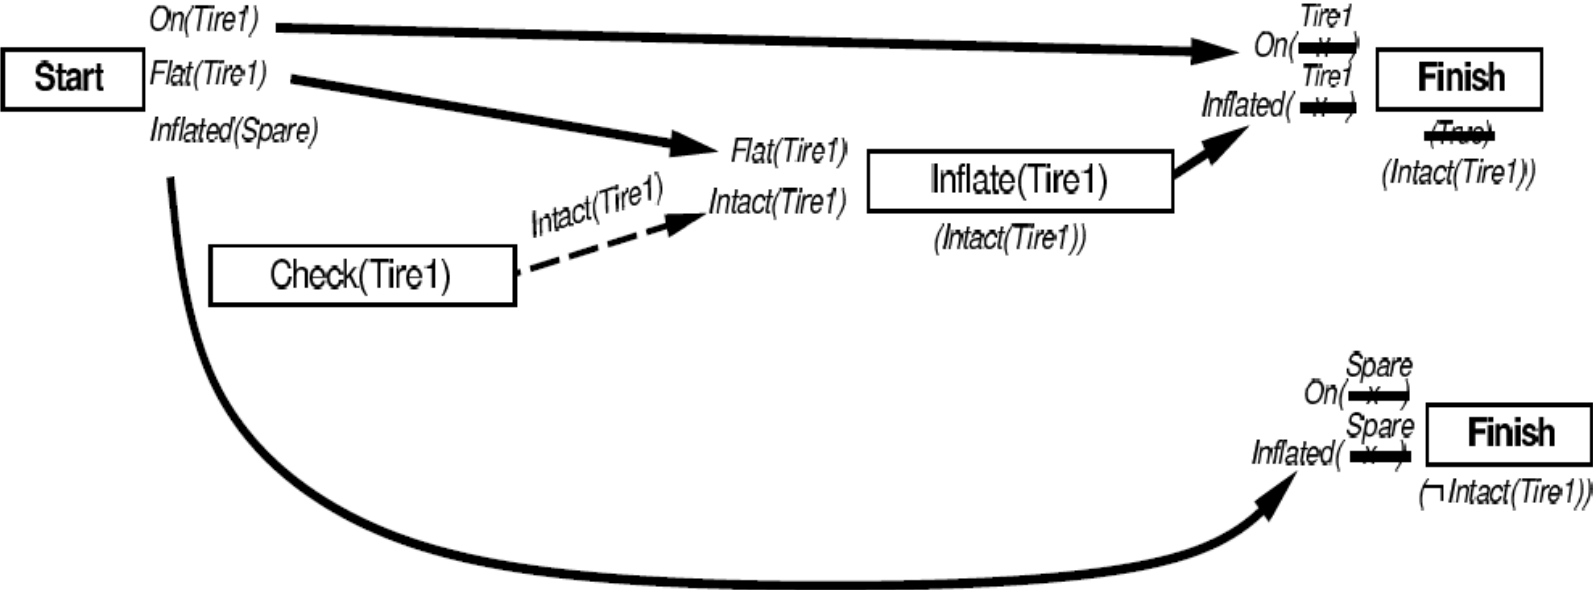 On(Tire1)
Start
Flat(Tire1)
Inflated(Spare)
Tire1
On( x )
Tire1
Inflated( x )
Finish
(True)
(Intact(Tire1))
Flat(Tire1)
Intact(Tire1)
Inflate(Tire1)
(Intact(Tire1))
Intact(Tire1)
Check(Tire1)
Spare
On( x )
Spare
Inflated( x )
Finish
(¬Intact(Tire1))